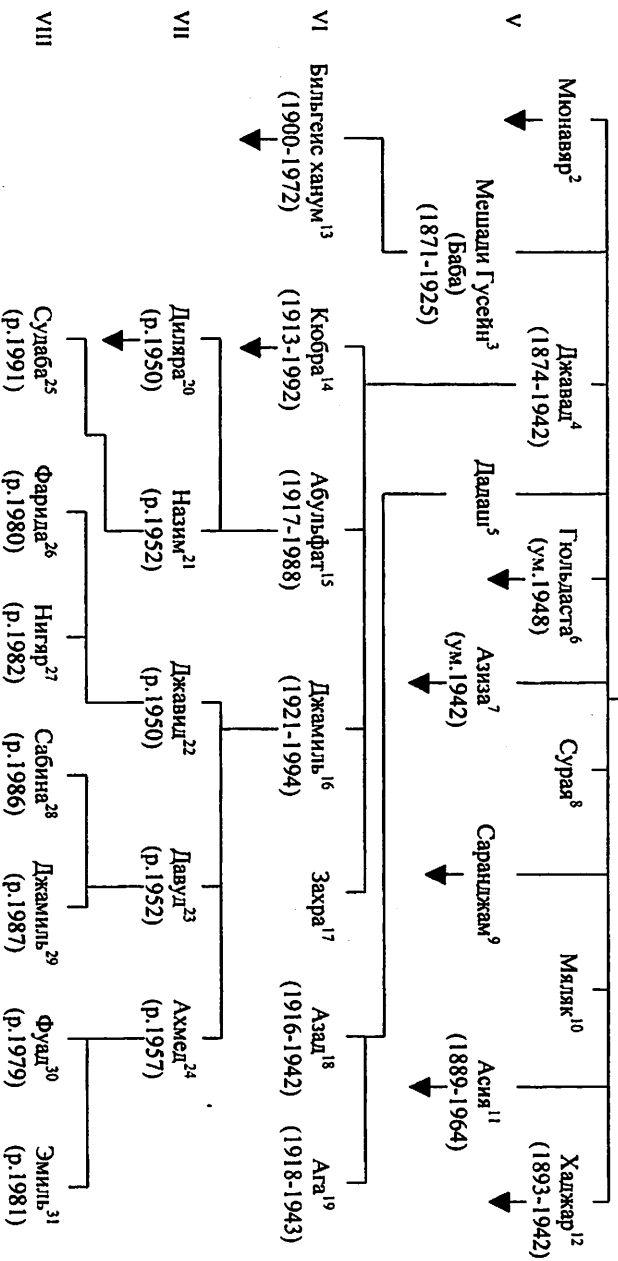 V
Мюнавяр²
Мешади Гусейн³
(Баба)
(1871-1925)
Джавад⁴
(1874-1942)
Дадаш⁵
Гюльдаста⁶
(ум.1948)
Азиза⁷
(ум.1942)
Сурая⁸
Саранджам⁹
Мяляк¹⁰
Асия¹¹
(1889-1964)
Хаджар¹²
(1893-1942)
VI
Бильгеис ханум¹³
(1900-1972)
Кюбра¹⁴
(1913-1992)
Абульфат¹⁵
(1917-1988)
Джамиль¹⁶
(1921-1994)
Захра¹⁷
Азад¹⁸
(1916-1942)
Ага¹⁹
(1918-1943)
VII
Диляра²⁰
(р.1950)
Назим²¹
(р.1952)
Джавид²²
(р.1950)
Давуд²³
(р.1952)
Ахмед²⁴
(р.1957)
VIII
Судаба²⁵
(р.1991)
Фарида²⁶
(р.1980)
Нигяр²⁷
(р.1982)
Сабина²⁸
(р.1986)
Джамиль²⁹
(р.1987)
Фуад³⁰
(р.1979)
Эмиль³¹
(р.1981)